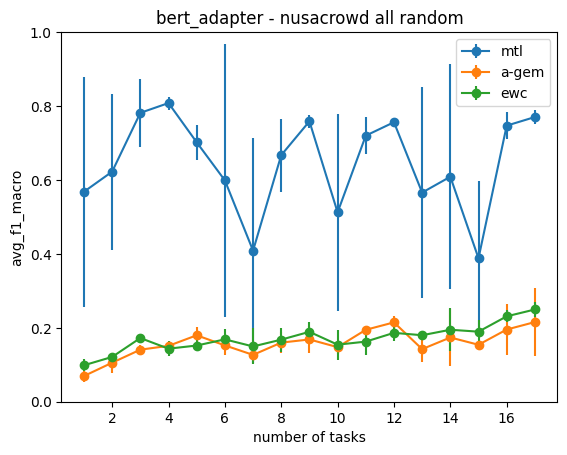 bert_adapter - nusacrowd all random
1.0
0.8
0.6
0.4
0.2
0.0
avg_f1_macro
mtl
a-gem
ewc
2 4 6 8 10 12 14 16
number of tasks